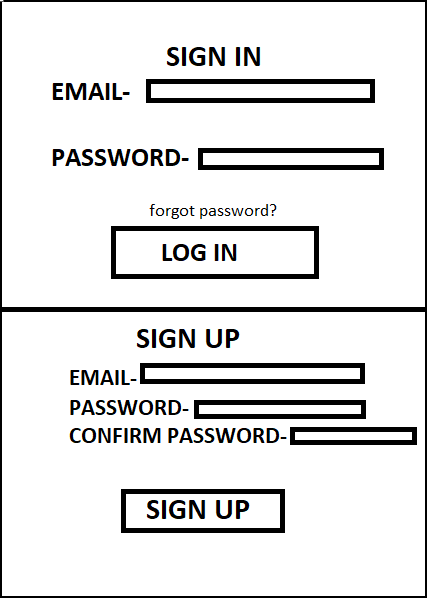 SIGN IN
EMAIL-
PASSWORD-
forgot password?
LOG IN
SIGN UP
EMAIL-
PASSWORD-
CONFIRM PASSWORD-
SIGN UP